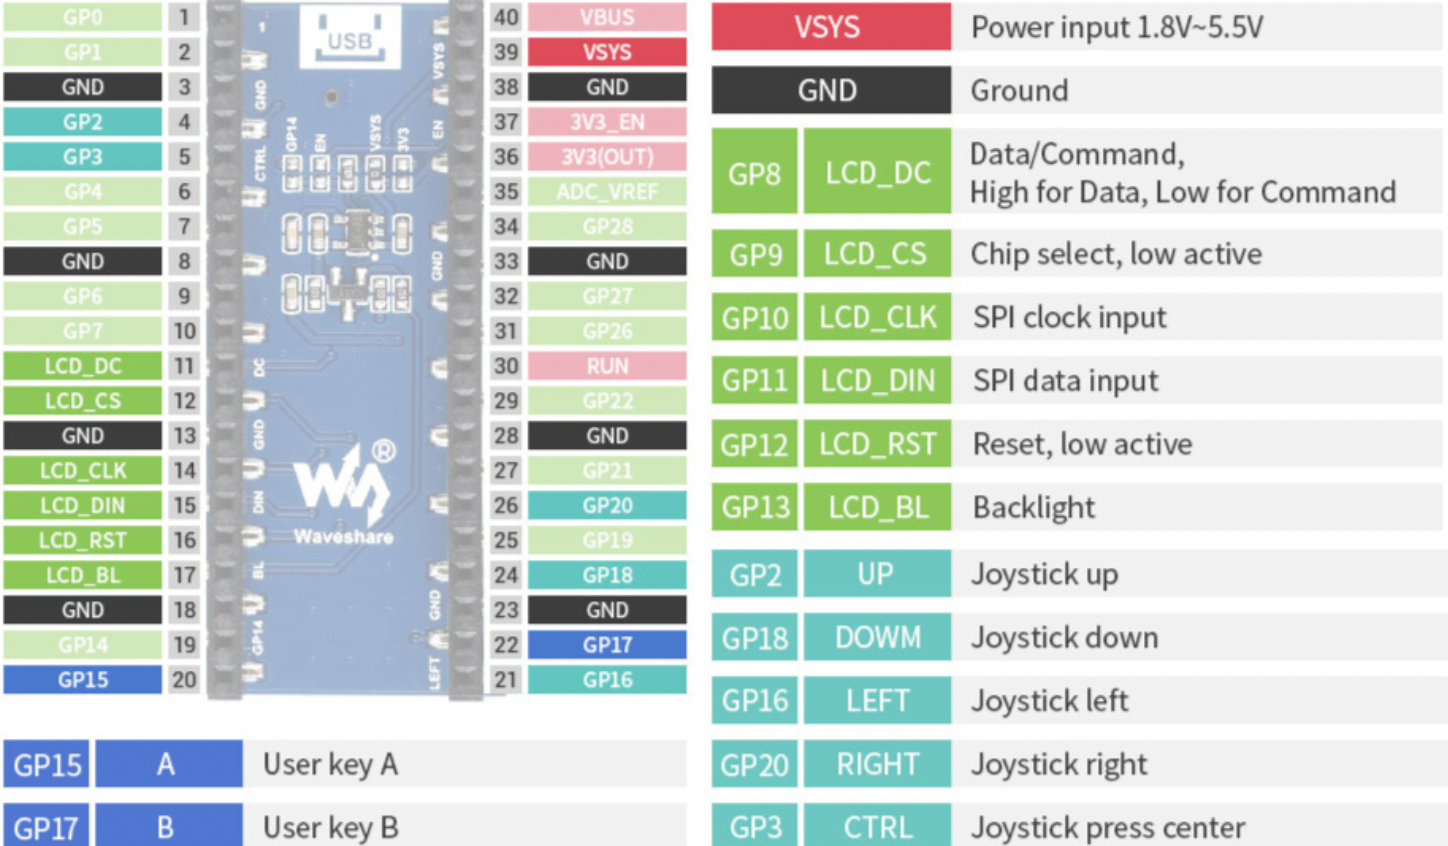 GP0 1
GP1 2
GND 3
GP2 4
GP3 5
GP4 6
GP5 7
GND 8
GP6 9
GP7 10
LCD_DC 11
LCD_CS 12
GND 13
LCD_CLK 14
LCD_DIN 15
LCD_RST 16
LCD_BL 17
GND 18
GP14 19
GP15 20
1
USB
VSYS
GND
GP14
EN
VSYS
3V3
EN
CTRL
GND
DC
GND
®
DIN
Waveshare
BL
GND
GP14
LEFT
40 VBUS
39 VSYS
38 GND
37 3V3_EN
36 3V3(OUT)
35 ADC_VREF
34 GP28
33 GND
32 GP27
31 GP26
30 RUN
29 GP22
28 GND
27 GP21
26 GP20
25 GP19
24 GP18
23 GND
22 GP17
21 GP16
GP15 A User key A
GP17 B User key B
VSYS Power input 1.8V~5.5V
GND Ground
GP8 LCD_DC Data/Command,
High for Data, Low for Command
GP9 LCD_CS Chip select, low active
GP10 LCD_CLK SPI clock input
GP11 LCD_DIN SPI data input
GP12 LCD_RST Reset, low active
GP13 LCD_BL Backlight
GP2 UP Joystick up
GP18 DOWM Joystick down
GP16 LEFT Joystick left
GP20 RIGHT Joystick right
GP3 CTRL Joystick press center